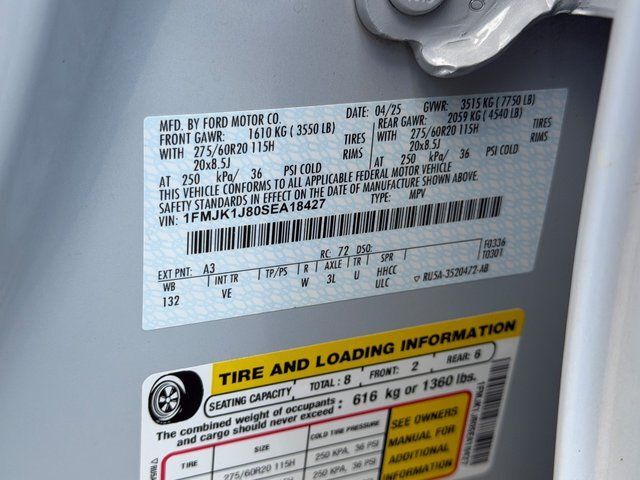 MFD. BY FORD MOTOR CO. DATE: 04/25 GVWR: 3515 KG ( 7750 LB)
FRONT GAWR: 1610 KG ( 3550 LB) REAR GAWR: 2059 KG ( 4540 LB)
WITH 275/60R20 115H TIRES 275/60R20 115H TIRES
20x8.5J RIMS WITH 20x8.5J RIMS
AT 250 kPa/ 36 PSI COLD AT 250 kPa/ 36 PSI COLD
THIS VEHICLE CONFORMS TO ALL APPLICABLE FEDERAL MOTOR VEHICLE
SAFETY STANDARDS IN EFFECT ON THE DATE OF MANUFACTURE SHOWN ABOVE.
VIN: 1FMJK1J80SEA18427 TYPE: MPV
F0336
T0301
EXT PNT: A3 RC: 72 DSO:
WB INT TR TP/PS R AXLE TR SPR
132 VE W 3L U HHCC
ULC ▽ RU5A-3520472-AB
TIRE AND LOADING INFORMATION
SEATING CAPACITY TOTAL : 8 FRONT: 2 REAR: 6
The combined weight of occupants
and cargo should never exceed : 616 kg or 1360 lbs.
TIRE SIZE COLD TIRE PRESSURE
275/60R20 115H 250 KPA, 36 PSI
250 KPA, 36 PSI
SEE OWNERS
MANUAL FOR
ADDITIONAL
INFORMATION